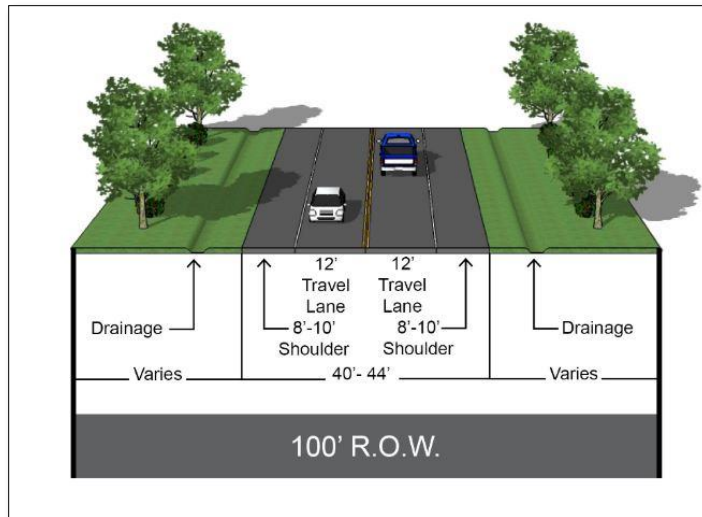 12' 12'
Travel Travel
Lane Lane
Drainage 8'-10' 8'-10' Drainage
Shoulder Shoulder
Varies 40'- 44' Varies
100' R.O.W.